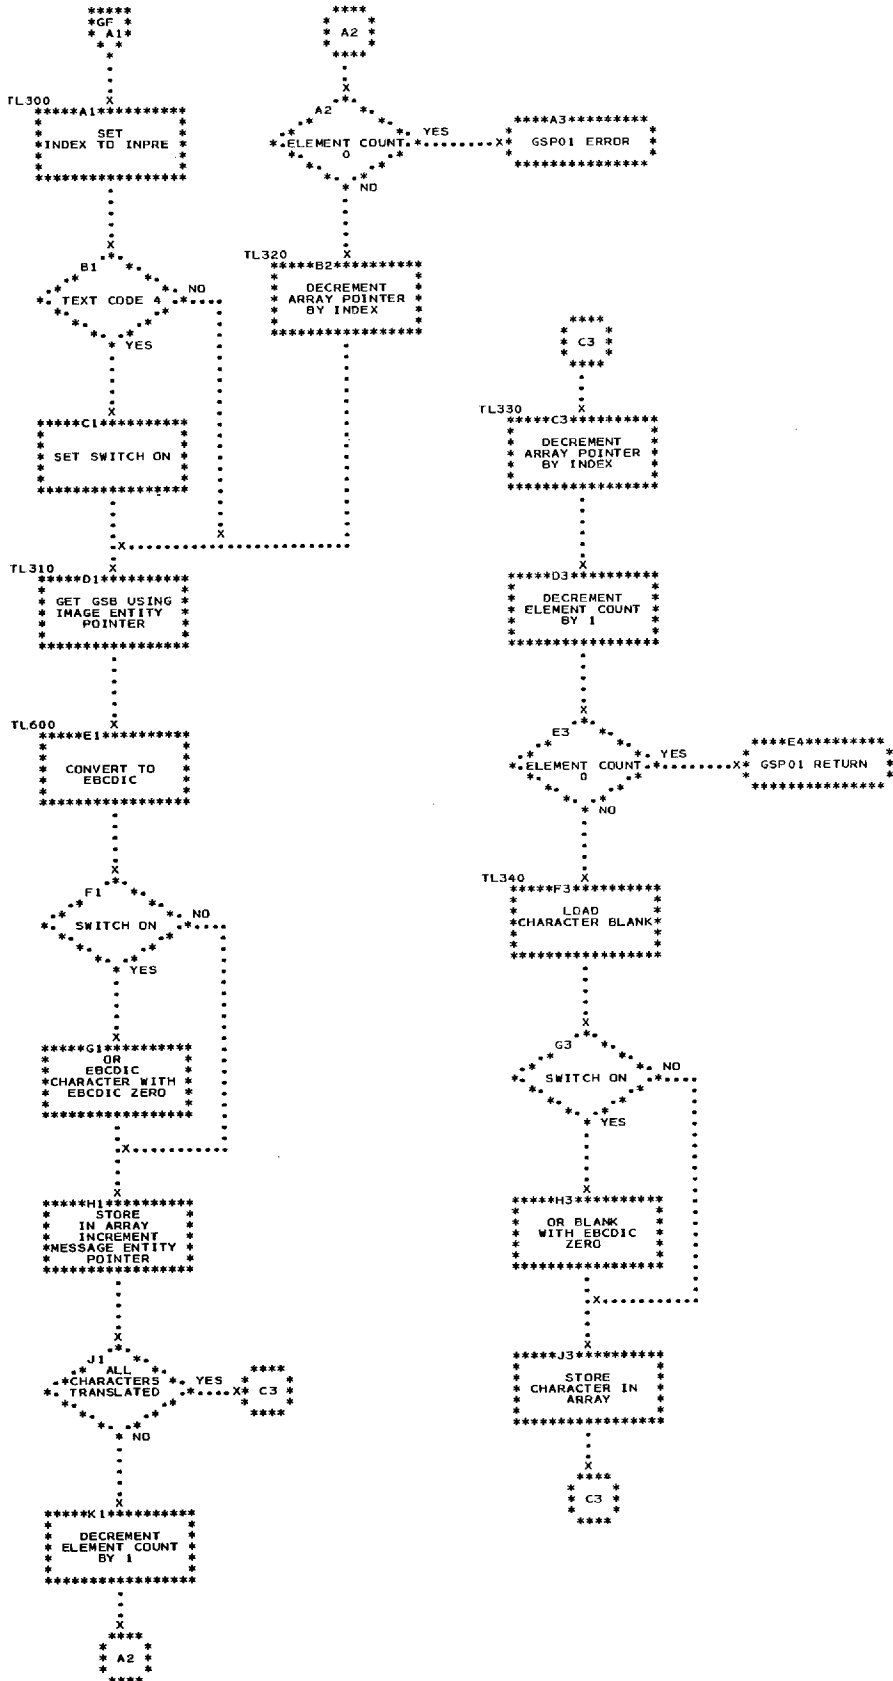 GF
A1
TL300
A1
SET
INDEX TO INPRE
B1
TEXT CODE 4
NO
YES
C1
SET SWITCH ON
TL310
D1
GET GSB USING
IMAGE ENTITY
POINTER
TL600
E1
CONVERT TO
EBCDIC
F1
SWITCH ON
NO
YES
G1
OR
EBCDIC
CHARACTER WITH
EBCDIC ZERO
H1
STORE
IN ARRAY
INCREMENT
MESSAGE ENTITY
POINTER
J1
ALL
CHARACTERS
TRANSLATED
YES
C3
NO
K1
DECREMENT
ELEMENT COUNT
BY 1
A2
A2
A2
ELEMENT COUNT
0
YES
NO
A3
GSP01 ERROR
TL320
B2
DECREMENT
ARRAY POINTER
BY INDEX
C3
TL330
C3
DECREMENT
ARRAY POINTER
BY INDEX
D3
DECREMENT
ELEMENT COUNT
BY 1
E3
ELEMENT COUNT
0
YES
NO
E4
GSP01 RETURN
TL340
F3
LOAD
CHARACTER BLANK
G3
SWITCH ON
NO
YES
H3
OR BLANK
WITH EBCDIC
ZERO
J3
STORE
CHARACTER IN
ARRAY
C3